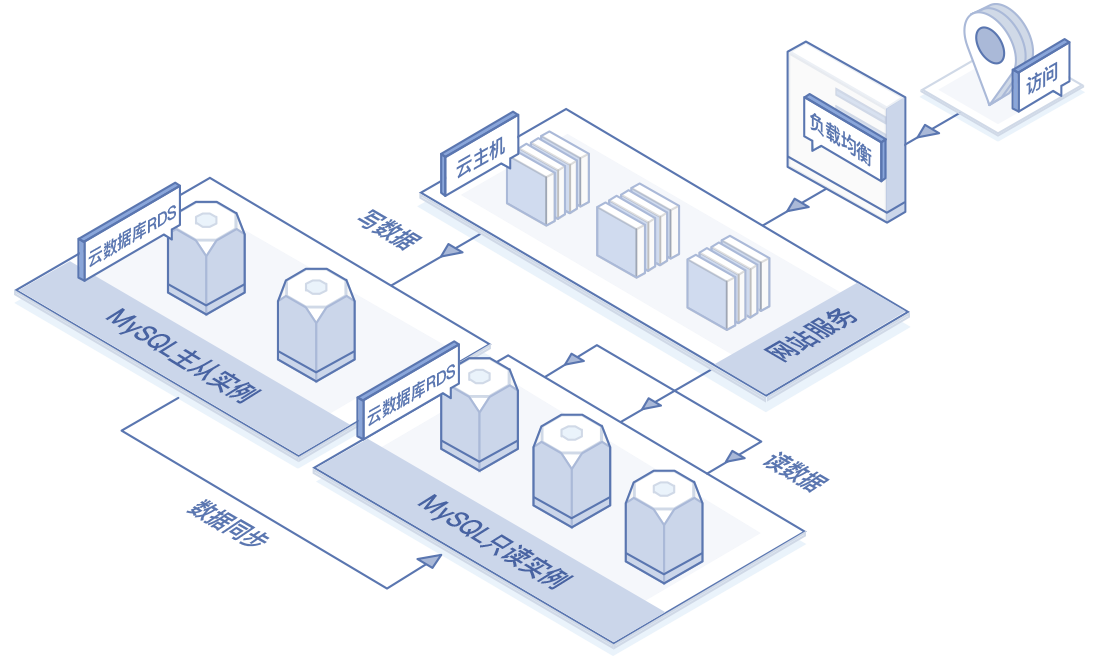 访问
负载均衡
云主机
网站服务
写数据
云数据库RDS
MySQL主从实例
云数据库RDS
MySQL只读实例
读数据
数据同步